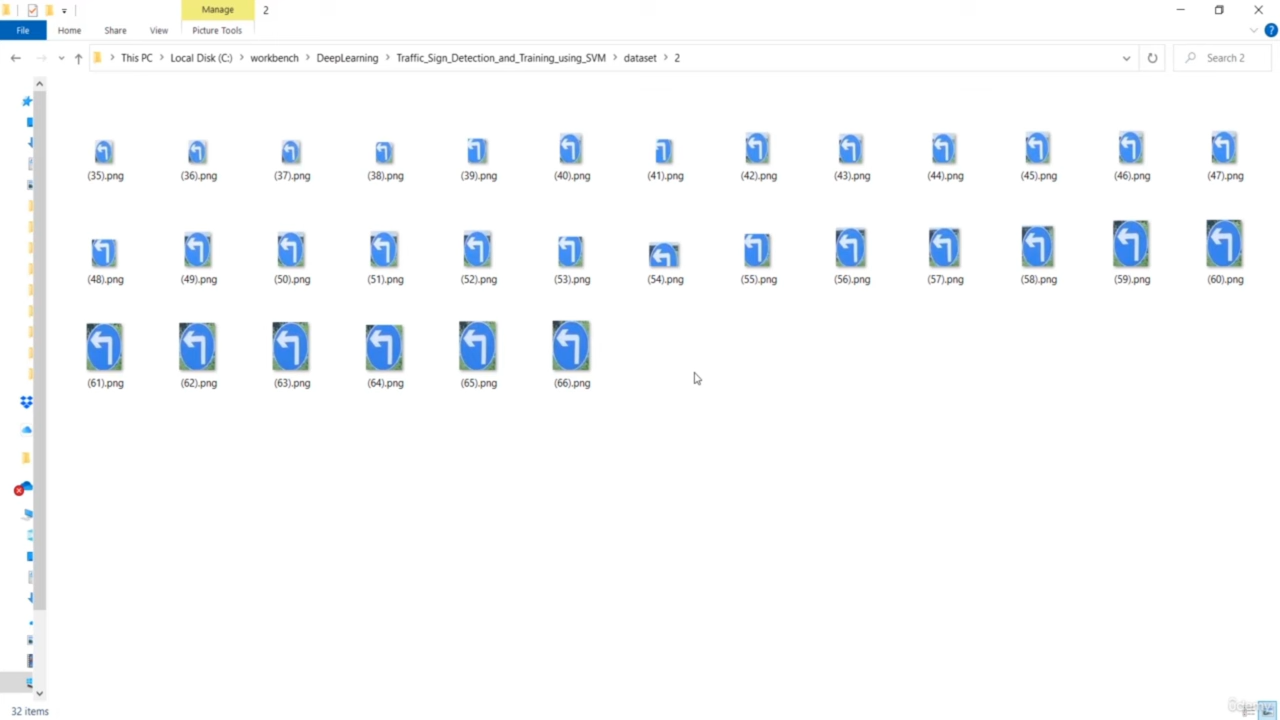 Manage 2
File Home Share View Picture Tools
This PC Local Disk (C:) workbench DeepLearning Traffic_Sign_Detection_and_Training_using_SVM dataset 2 Search 2
(35).png (36).png (37).png (38).png (39).png (40).png (41).png (42).png (43).png (44).png (45).png (46).png (47).png
(48).png (49).png (50).png (51).png (52).png (53).png (54).png (55).png (56).png (57).png (58).png (59).png (60).png
(61).png (62).png (63).png (64).png (65).png (66).png
32 items
ûdemy